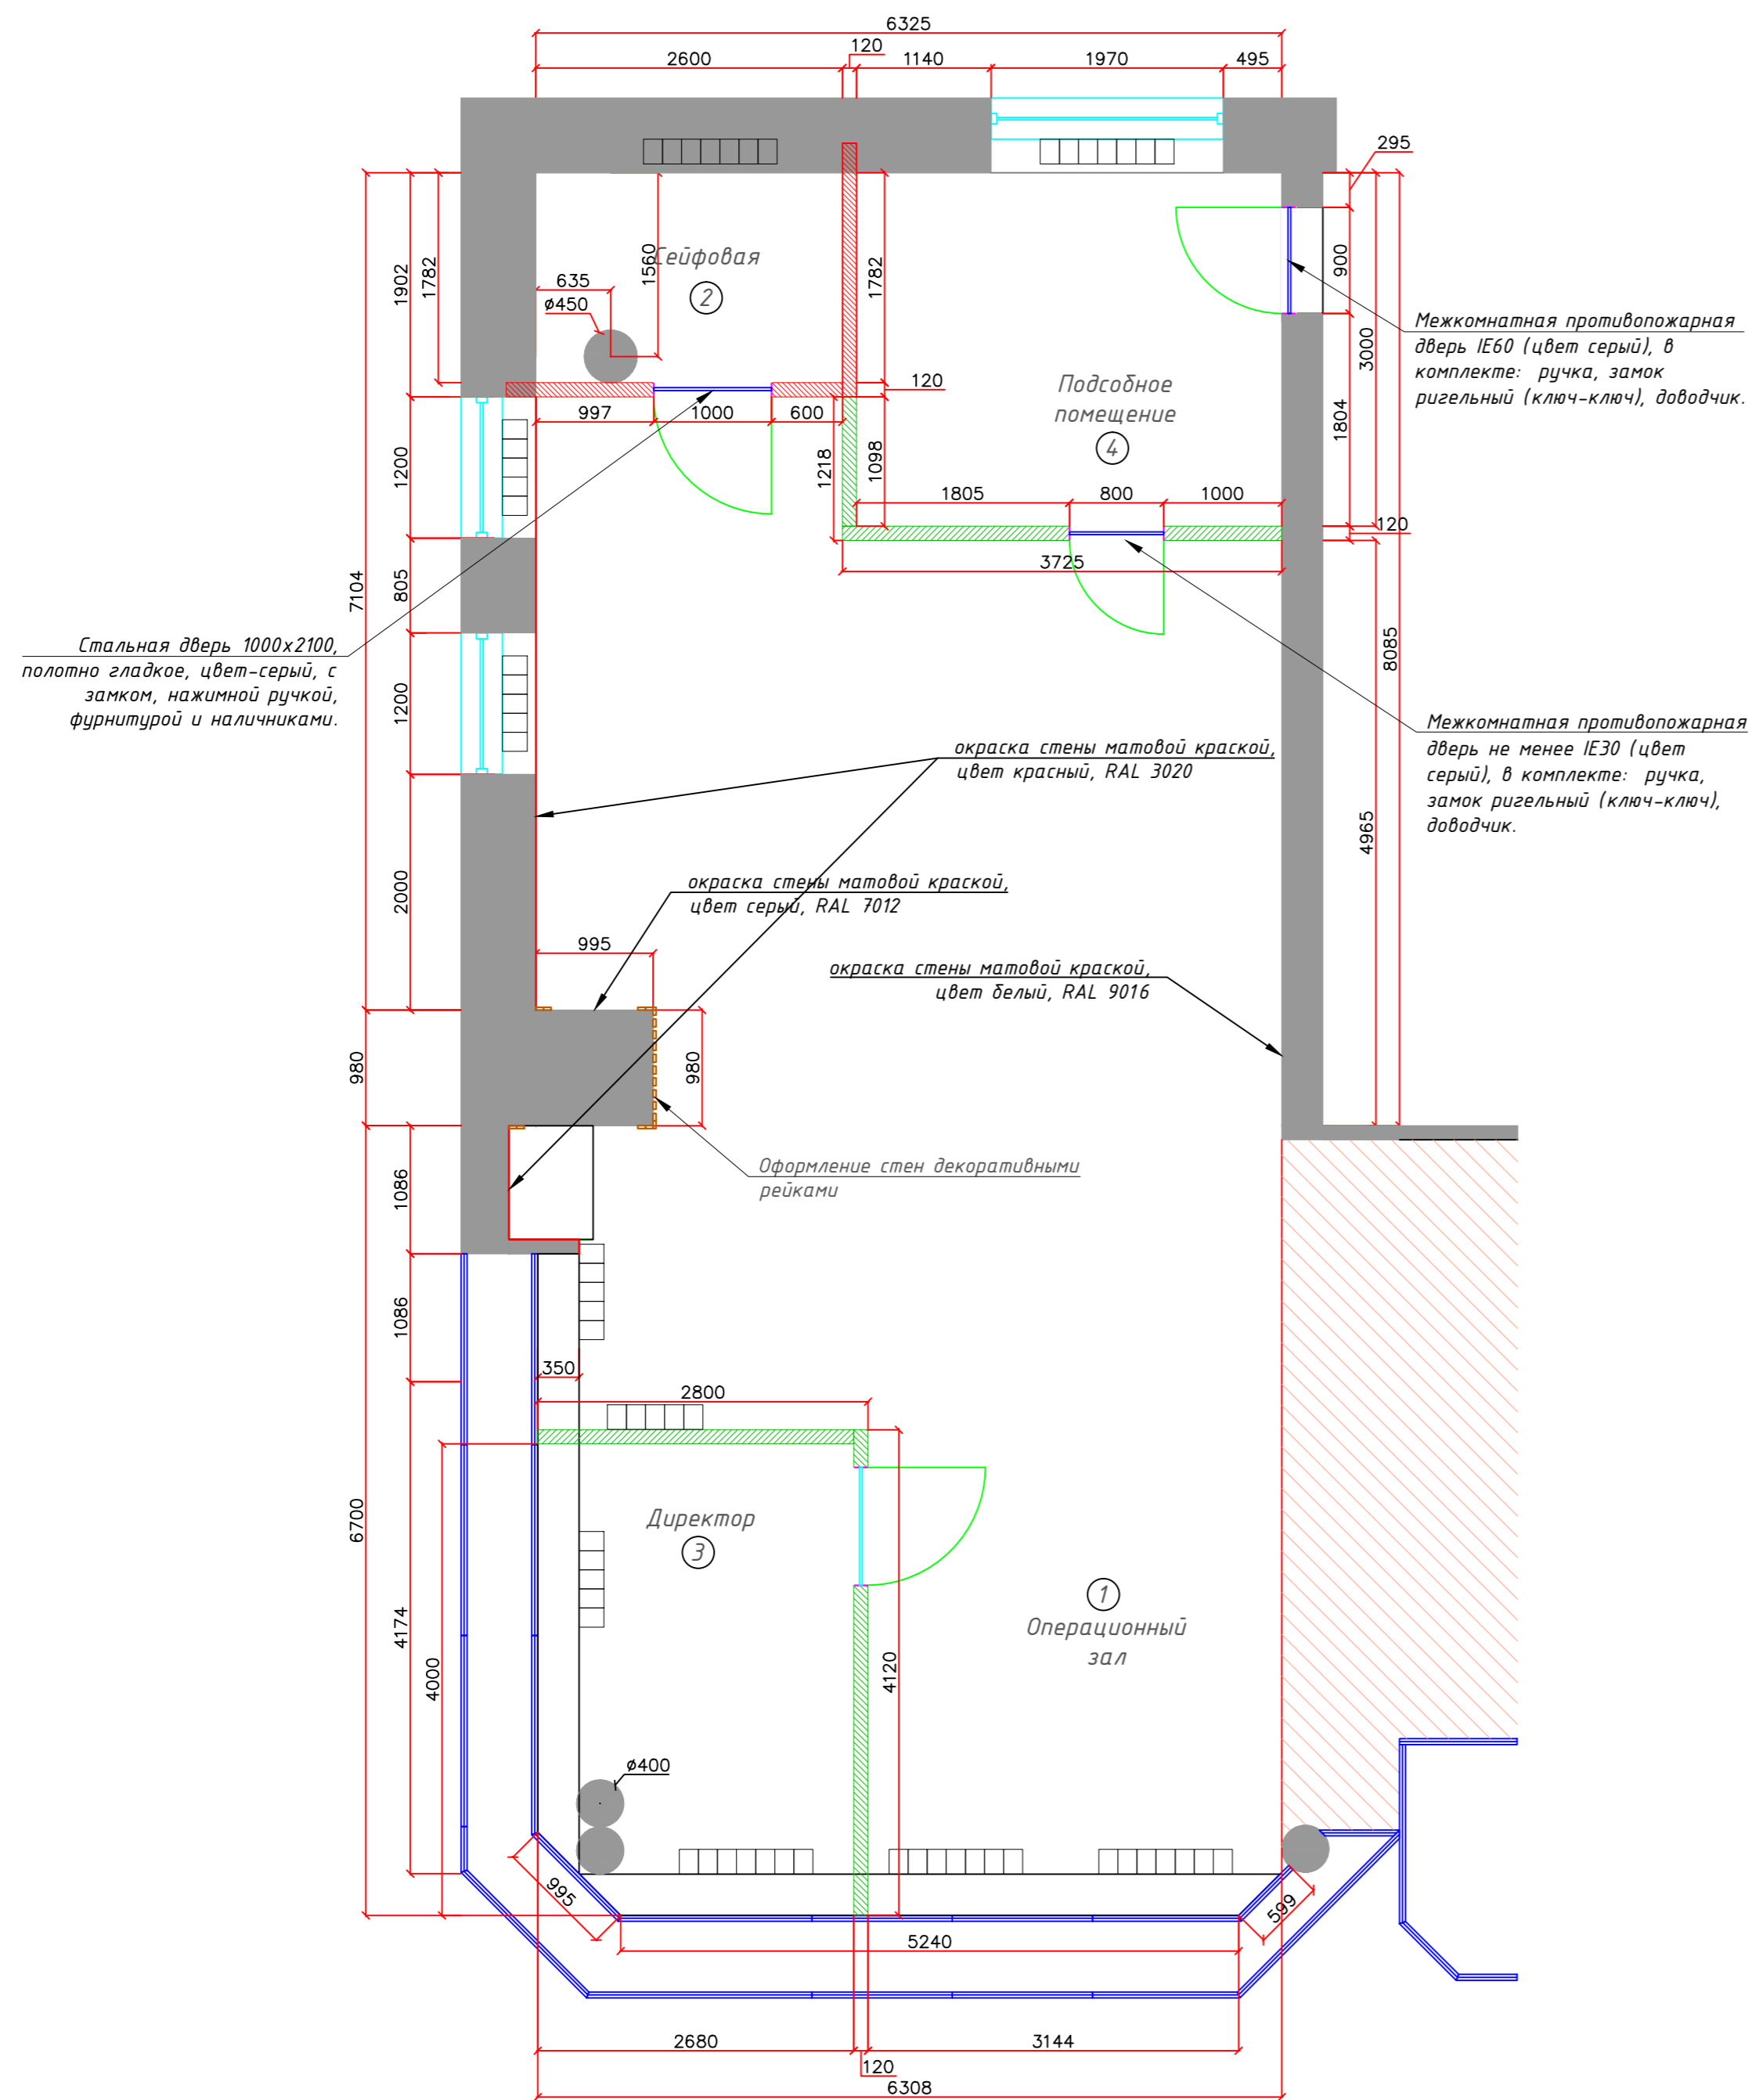 6325
120
2600
1140
1970
495
295
1902
1782
1560
Сейфовая
2
635
ø450
1782
900
3000
Межкомнатная противопожарная
дверь IE60 (цвет серый), в
комплекте: ручка, замок
ригельный (ключ-ключ), доводчик.
120
Подсобное
помещение
4
997
1000
600
1804
1200
1218
1098
1805
800
1000
120
3725
7104
805
8085
Стальная дверь 1000х2100,
полотно гладкое, цвет-серый, с
замком, нажимной ручкой,
фурнитурой и наличниками.
1200
Межкомнатная противопожарная
дверь не менее IE30 (цвет
серый), в комплекте: ручка,
замок ригельный (ключ-ключ),
доводчик.
окраска стены матовой краской,
цвет красный, RAL 3020
4965
2000
окраска стены матовой краской,
цвет серый, RAL 7012
995
окраска стены матовой краской,
цвет белый, RAL 9016
980
980
1086
Оформление стен декоративными
рейками
1086
350
2800
6700
Директор
3
4174
4000
4120
1
Операционный
зал
ø400
995
599
5240
2680
3144
120
6308